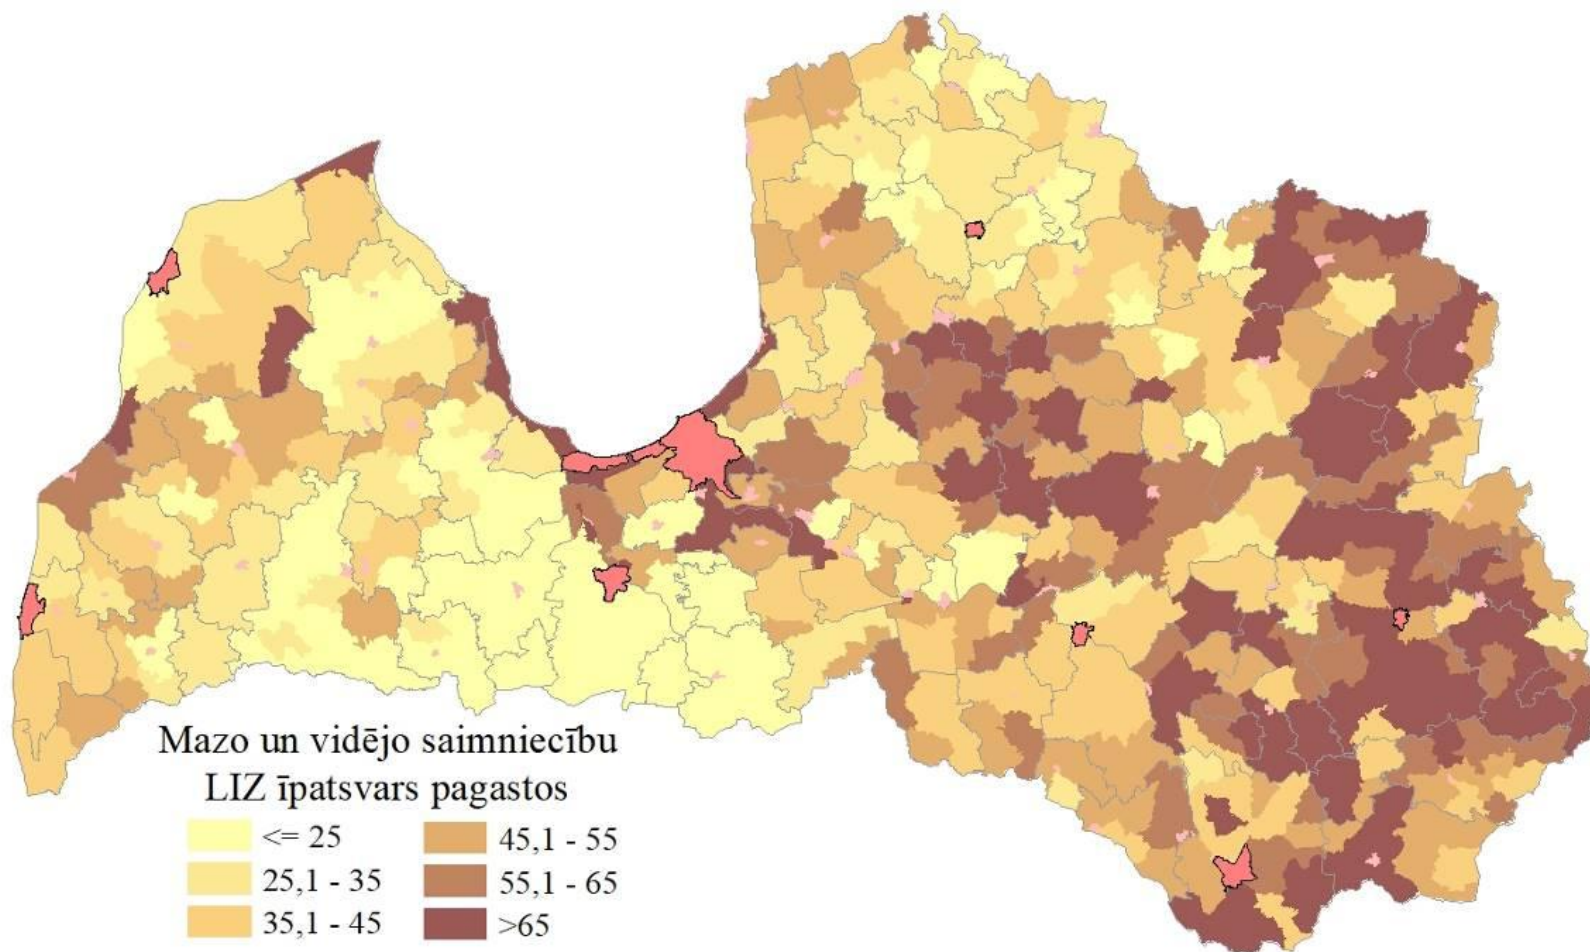 Mazo un vidējo saimniecību
LIZ īpatsvars pagastos
<= 25
25,1 - 35
35,1 - 45
45,1 - 55
55,1 - 65
>65